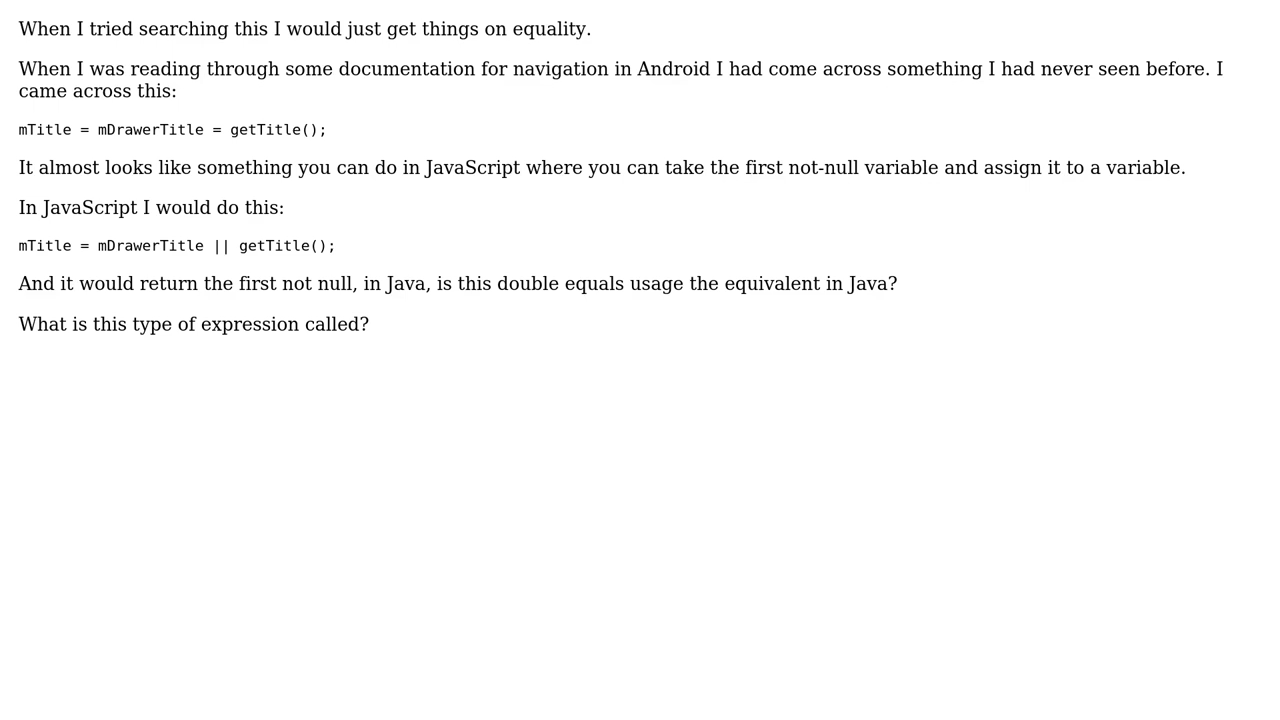 When I tried searching this I would just get things on equality.
When I was reading through some documentation for navigation in Android I had come across something I had never seen before. I
came across this:
mTitle = mDrawerTitle = getTitle();
It almost looks like something you can do in JavaScript where you can take the first not-null variable and assign it to a variable.
In JavaScript I would do this:
mTitle = mDrawerTitle || getTitle();
And it would return the first not null, in Java, is this double equals usage the equivalent in Java?
What is this type of expression called?